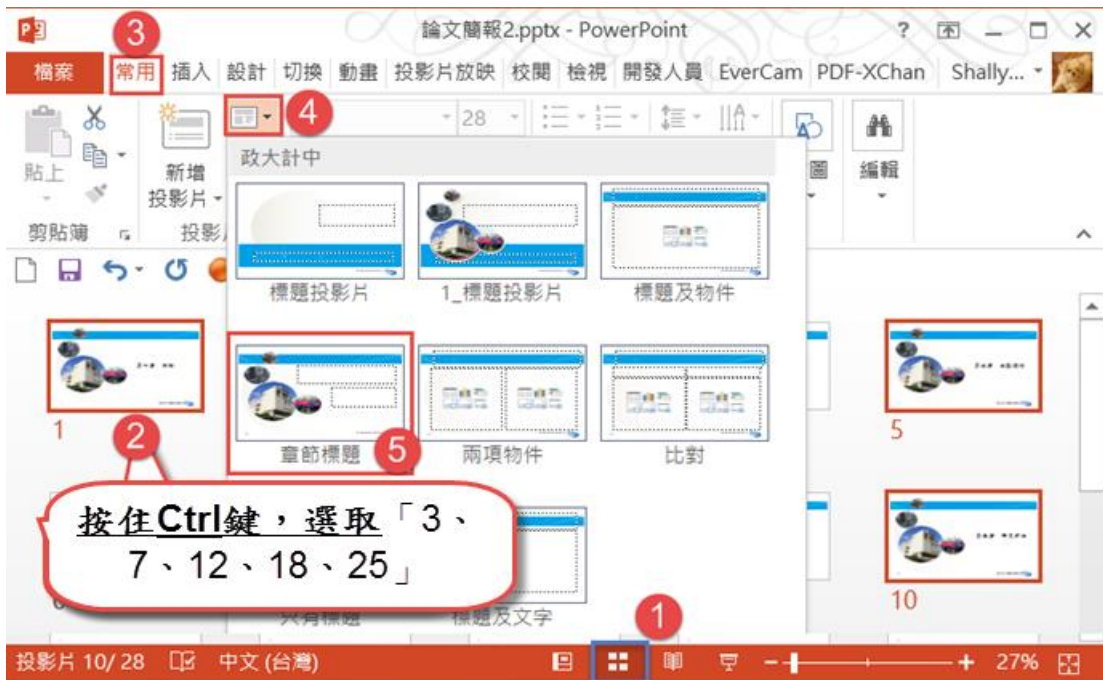 3
論文簡報2.pptx - PowerPoint
檔案 常用 插入 設計 切換 動畫 投影片放映 校閱 檢視 開發人員 EverCam PDF-XChan Shally...
4
28
貼上
新增
投影片
編輯
圖
剪貼簿
投影
政大計中
標題投影片 1_標題投影片 標題及物件
章節標題 5 兩項物件 比對
只有標題 標題及文字
1
5
10
2
按住Ctrl鍵,選取「3、
7、12、18、25」
1
投影片 10/ 28 中文 (台灣) 27%